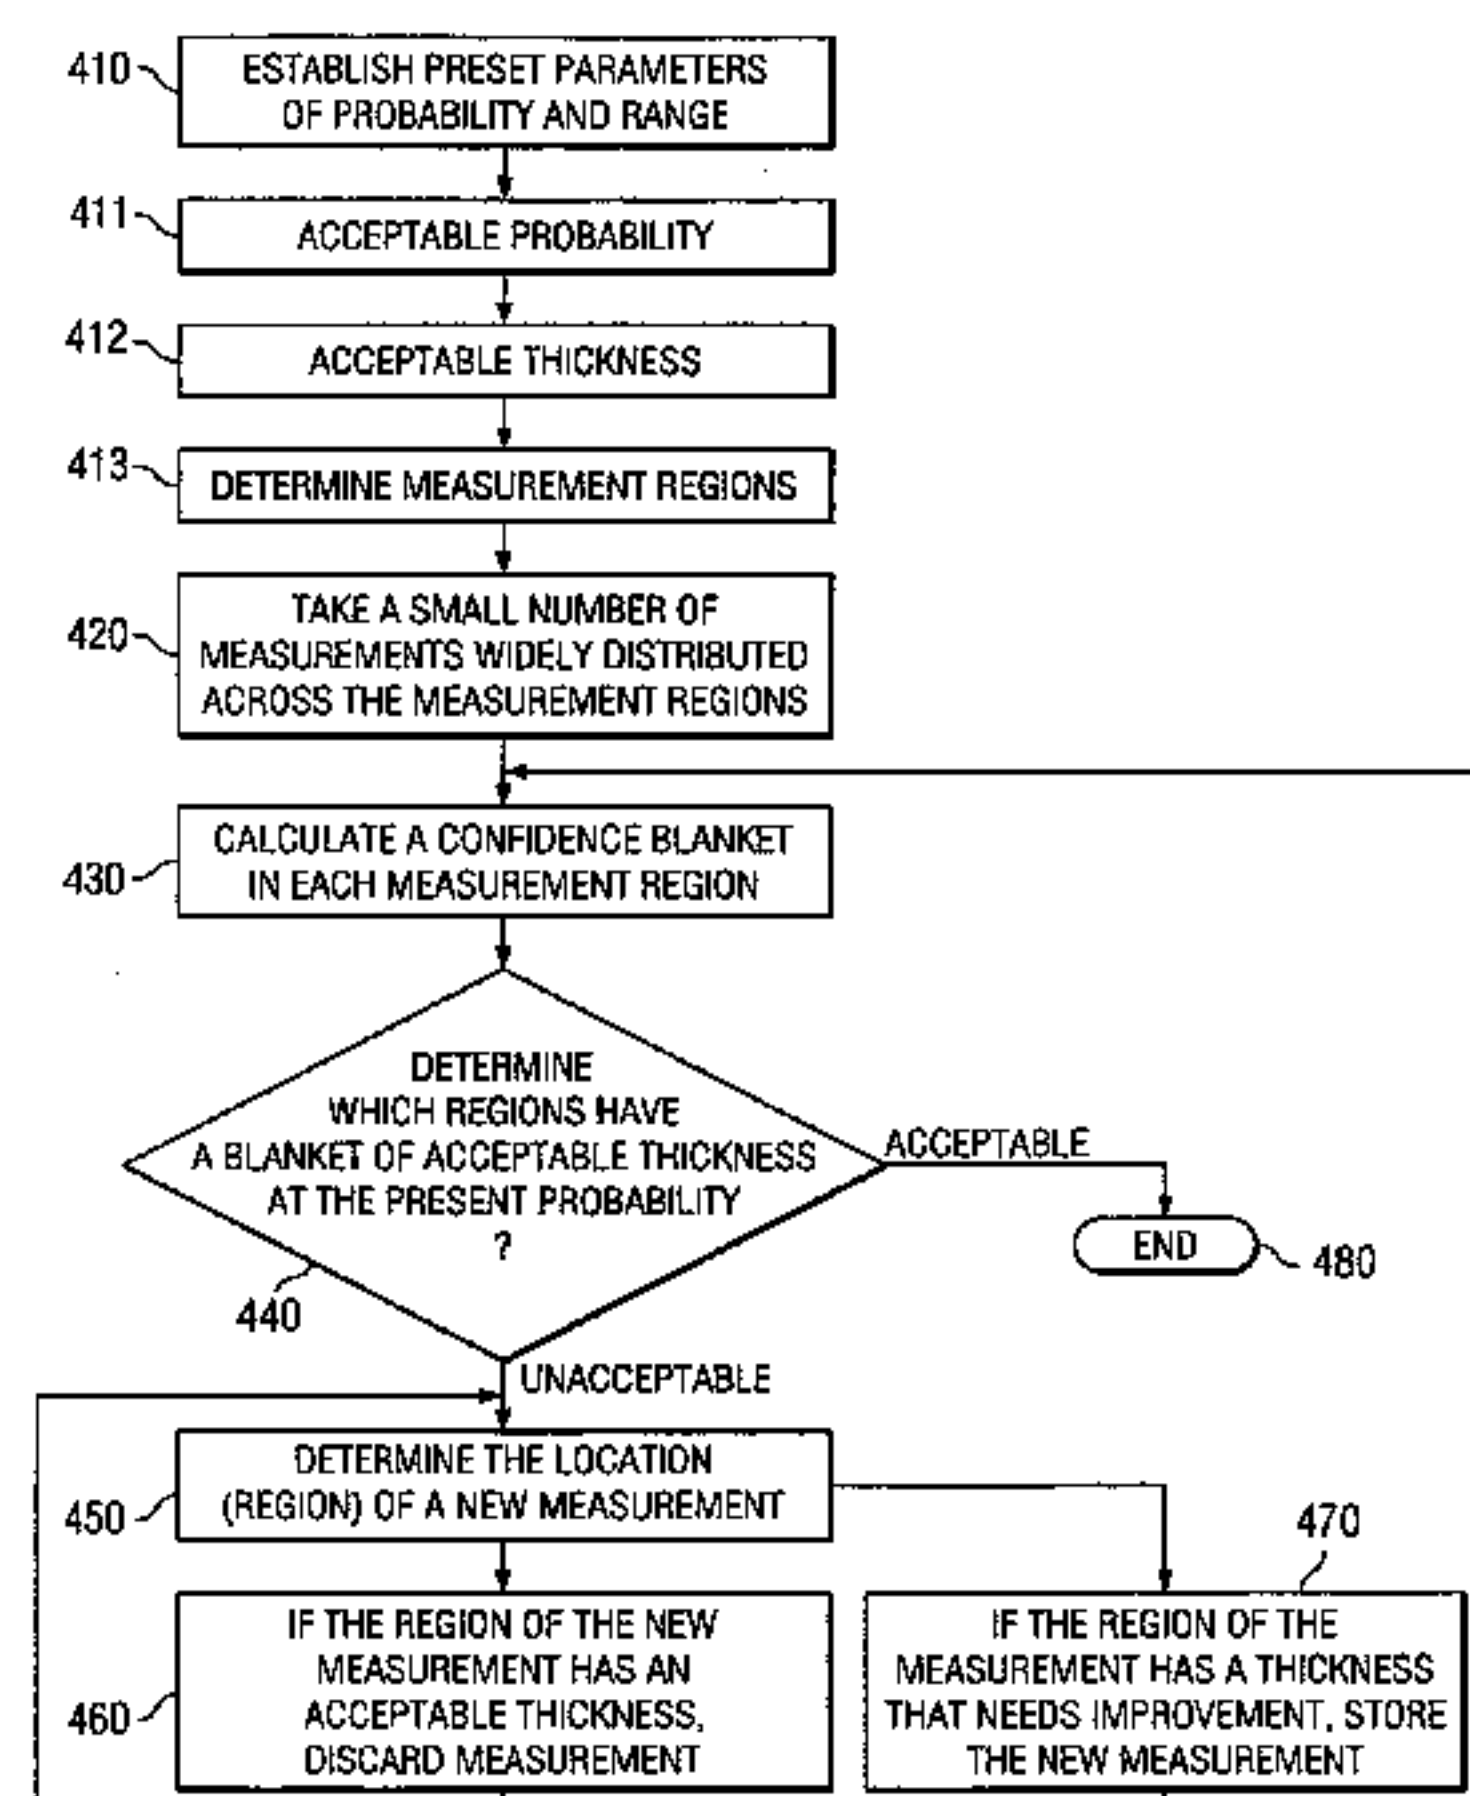 410
ESTABLISH PRESET PARAMETERS
OF PROBABILITY AND RANGE
411
ACCEPTABLE PROBABILITY
412
ACCEPTABLE THICKNESS
413
DETERMINE MEASUREMENT REGIONS
420
TAKE A SMALL NUMBER OF
MEASUREMENTS WIDELY DISTRIBUTED
ACROSS THE MEASUREMENT REGIONS
430
CALCULATE A CONFIDENCE BLANKET
IN EACH MEASUREMENT REGION
DETERMINE
WHICH REGIONS HAVE
A BLANKET OF ACCEPTABLE THICKNESS
AT THE PRESENT PROBABILITY
?
440
ACCEPTABLE
END
480
UNACCEPTABLE
450
DETERMINE THE LOCATION
(REGION) OF A NEW MEASUREMENT
460
IF THE REGION OF THE NEW
MEASUREMENT HAS AN
ACCEPTABLE THICKNESS,
DISCARD MEASUREMENT
470
IF THE REGION OF THE
MEASUREMENT HAS A THICKNESS
THAT NEEDS IMPROVEMENT, STORE
THE NEW MEASUREMENT